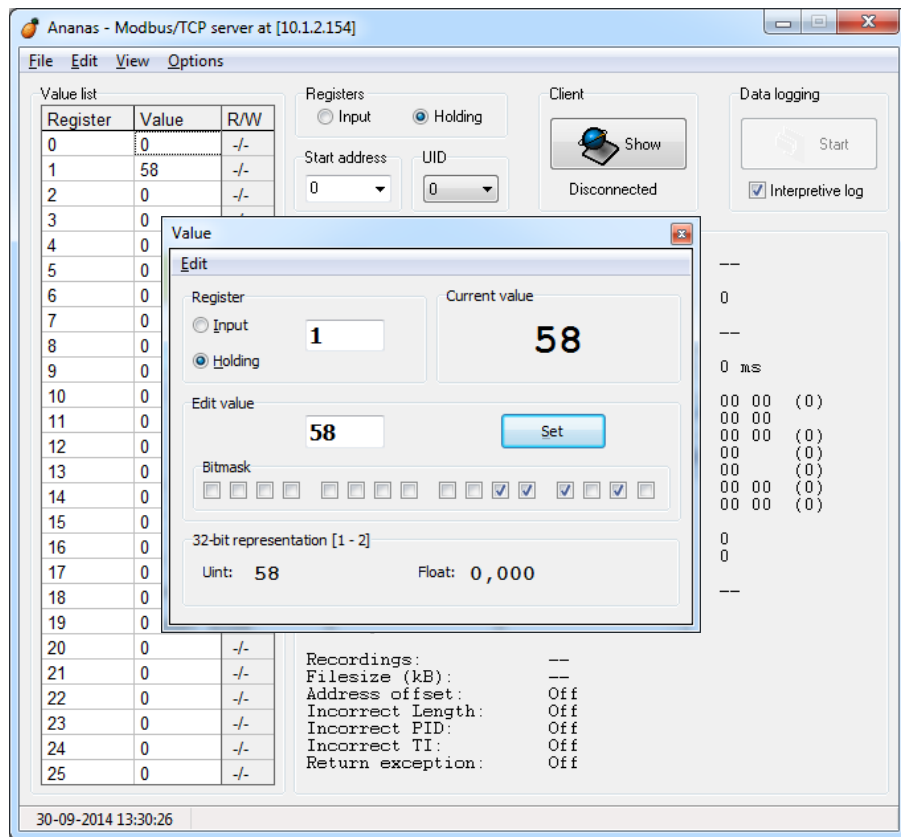 Ananas - Modbus/TCP server at [10.1.2.154]
File Edit View Options
Value list
Register Value R/W
0 0 -/-
1 58 -/-
2 0 -/-
3 0
4 0
5 0
6 0
7 0
8 0
9 0
10 0
11 0
12 0
13 0
14 0
15 0
16 0
17 0
18 0
19 0
20 0 -/-
21 0 -/-
22 0 -/-
23 0 -/-
24 0 -/-
25 0 -/-
Registers
Input Holding
Start address
0
UID
0
Client
Show
Disconnected
Data logging
Start
Interpretive log
Value
Edit
Register
Input
Holding
1
Current value
58
Edit value
58
Set
Bitmask
32-bit representation [1 - 2]
Uint: 58 Float: 0,000
--
0
--
0 ms
00 00 (0)
00 00
00 00 (0)
00 (0)
00 (0)
00 00 (0)
00 00 (0)
0
0
--
Recordings: --
Filesize (kB): --
Address offset: Off
Incorrect Length: Off
Incorrect PID: Off
Incorrect TI: Off
Return exception: Off
30-09-2014 13:30:26